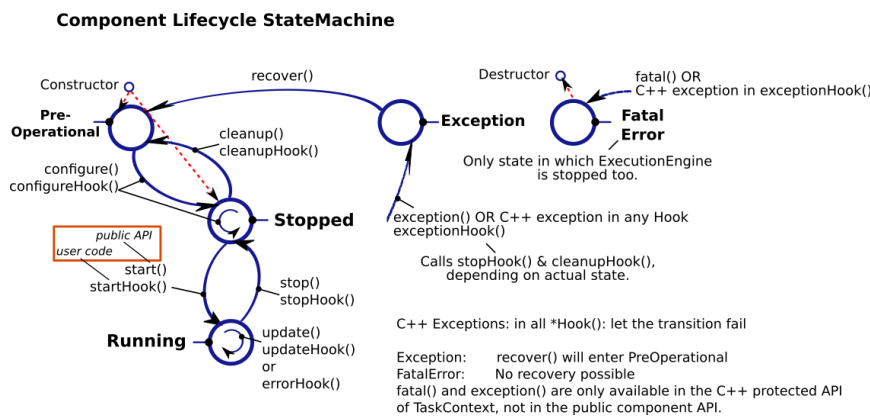 Component Lifecycle StateMachine
Constructor
recover()
Destructor
fatal() OR
C++ exception in exceptionHook()
Pre-
Operational
cleanup()
cleanupHook()
Exception
Fatal
Error
Only state in which ExecutionEngine
is stopped too.
configure()
configureHook()
Stopped
exception() OR C++ exception in any Hook
exceptionHook()
public API
user code
start()
startHook()
stop()
stopHook()
Calls stopHook() & cleanupHook(),
depending on actual state.
Running
update()
updateHook()
or
errorHook()
C++ Exceptions: in all *Hook(): let the transition fail
Exception: recover() will enter PreOperational
FatalError: No recovery possible
fatal() and exception() are only available in the C++ protected API
of TaskContext, not in the public component API.